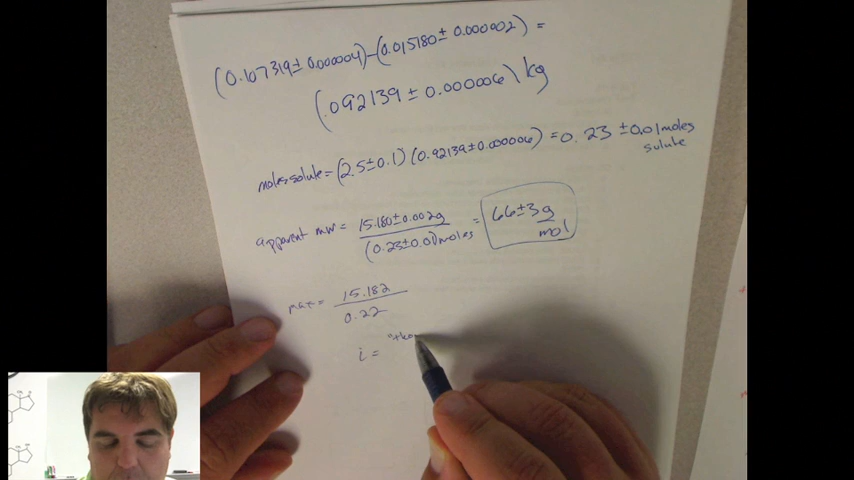 (0.107319± 0.000004)-(0.015180± 0.000002) =
(.092139 ± 0.000006) kg
moles solute = (2.5±0.1) (0.92139±0.000006) = 0.23 ±0.01 moles
solute
apparent mw = 15.180±0.002g = 66±3 g
(0.23±0.01) moles mol
max = 15.182
0.22
i =